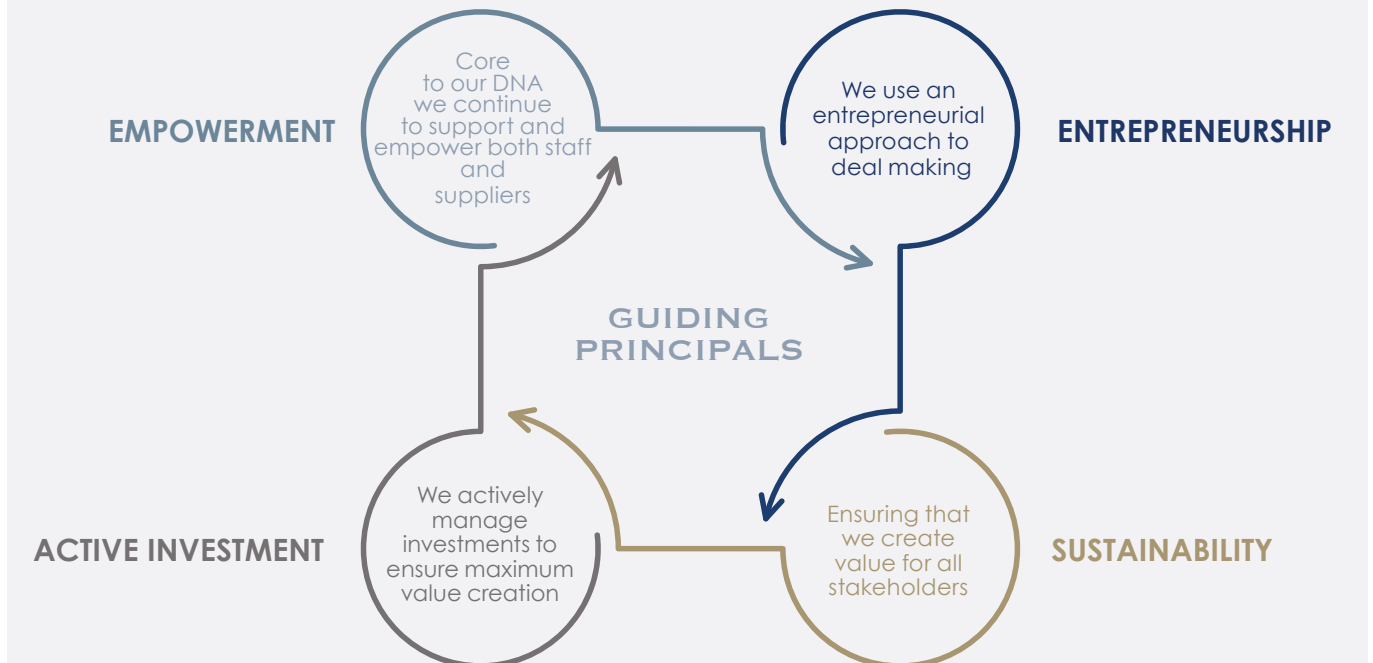 EMPOWERMENT
Core
to our DNA
we continue
to support and
empower both staff
and
suppliers
We use an
entrepreneurial
approach to
deal making
ENTREPRENEURSHIP
GUIDING
PRINCIPALS
ACTIVE INVESTMENT
We actively
manage
investments to
ensure maximum
value creation
Ensuring that
we create
value for all
stakeholders
SUSTAINABILITY